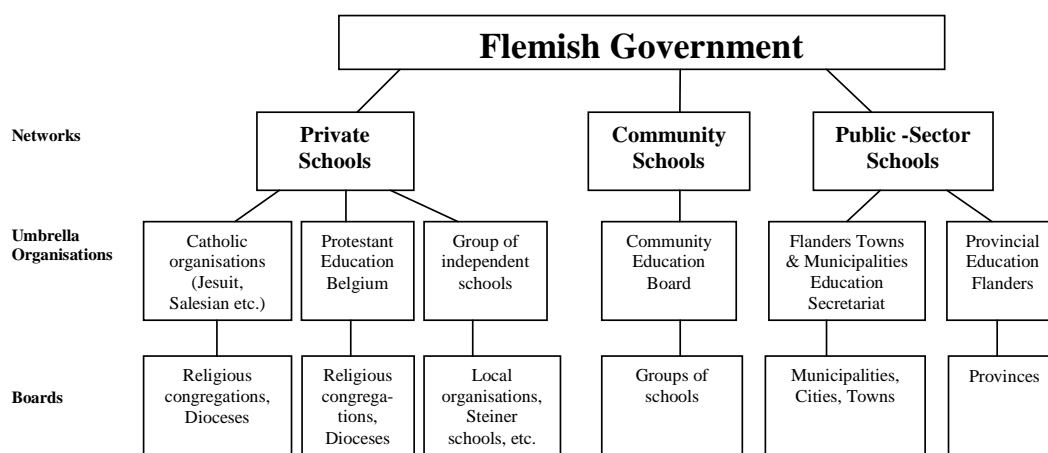 Flemish Government
Networks
Private
Schools
Community
Schools
Public -Sector
Schools
Umbrella
Organisations
Catholic
organisations
(Jesuit,
Salesian etc.)
Protestant
Education
Belgium
Group of
independent
schools
Community
Education
Board
Flanders Towns
& Municipalities
Education
Secretariat
Provincial
Education
Flanders
Boards
Religious
congregations,
Dioceses
Religious
congrega-
tions,
Dioceses
Local
organisations,
Steiner
schools, etc.
Groups of
schools
Municipalities,
Cities, Towns
Provinces